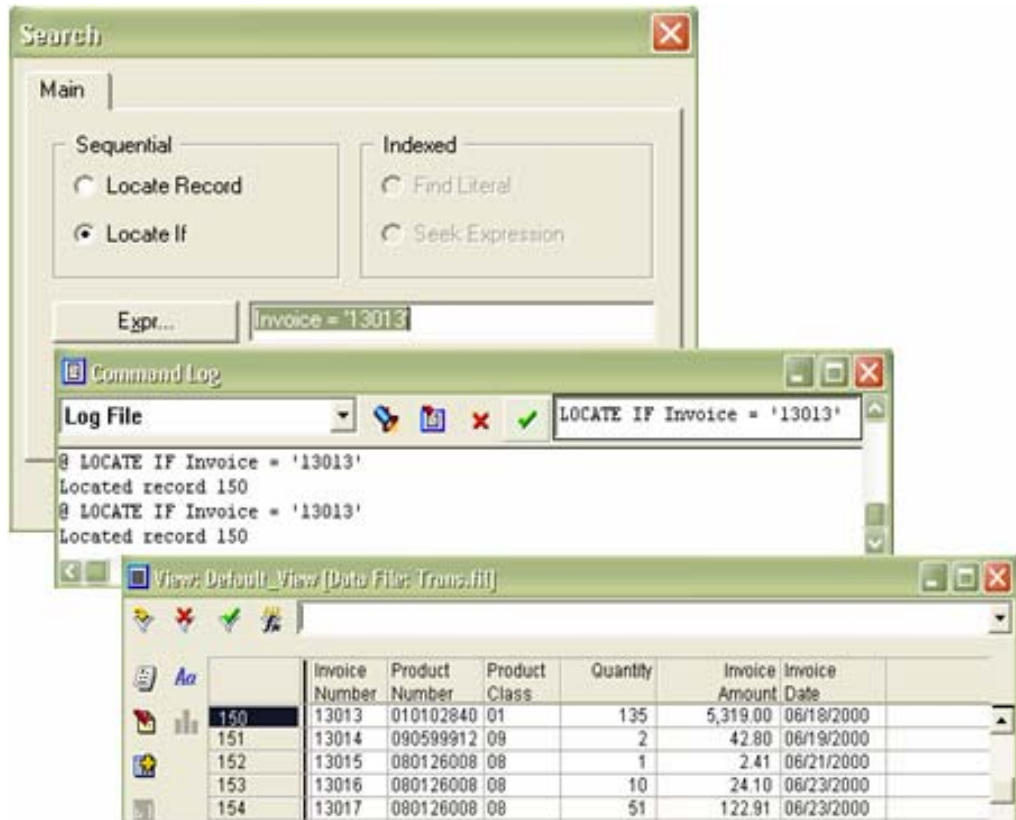 Search
Main
Sequential
Indexed
Locate Record
Find Literal
Locate If
Seek Expression
Expr...
Invoice = '13013'
Command Log
Log File
LOCATE IF Invoice = '13013'
@ LOCATE IF Invoice = '13013'
Located record 150
@ LOCATE IF Invoice = '13013'
Located record 150
View: Default_View [Data File: Trans.fil]
Invoice Product Product Quantity Invoice Invoice
Number Number Class Amount Date
150 13013 010102840 01 135 5,319.00 06/18/2000
151 13014 090599912 09 2 42.80 06/19/2000
152 13015 080126008 08 1 2.41 06/21/2000
153 13016 080126008 08 10 24.10 06/23/2000
154 13017 080126008 08 51 122.91 06/23/2000